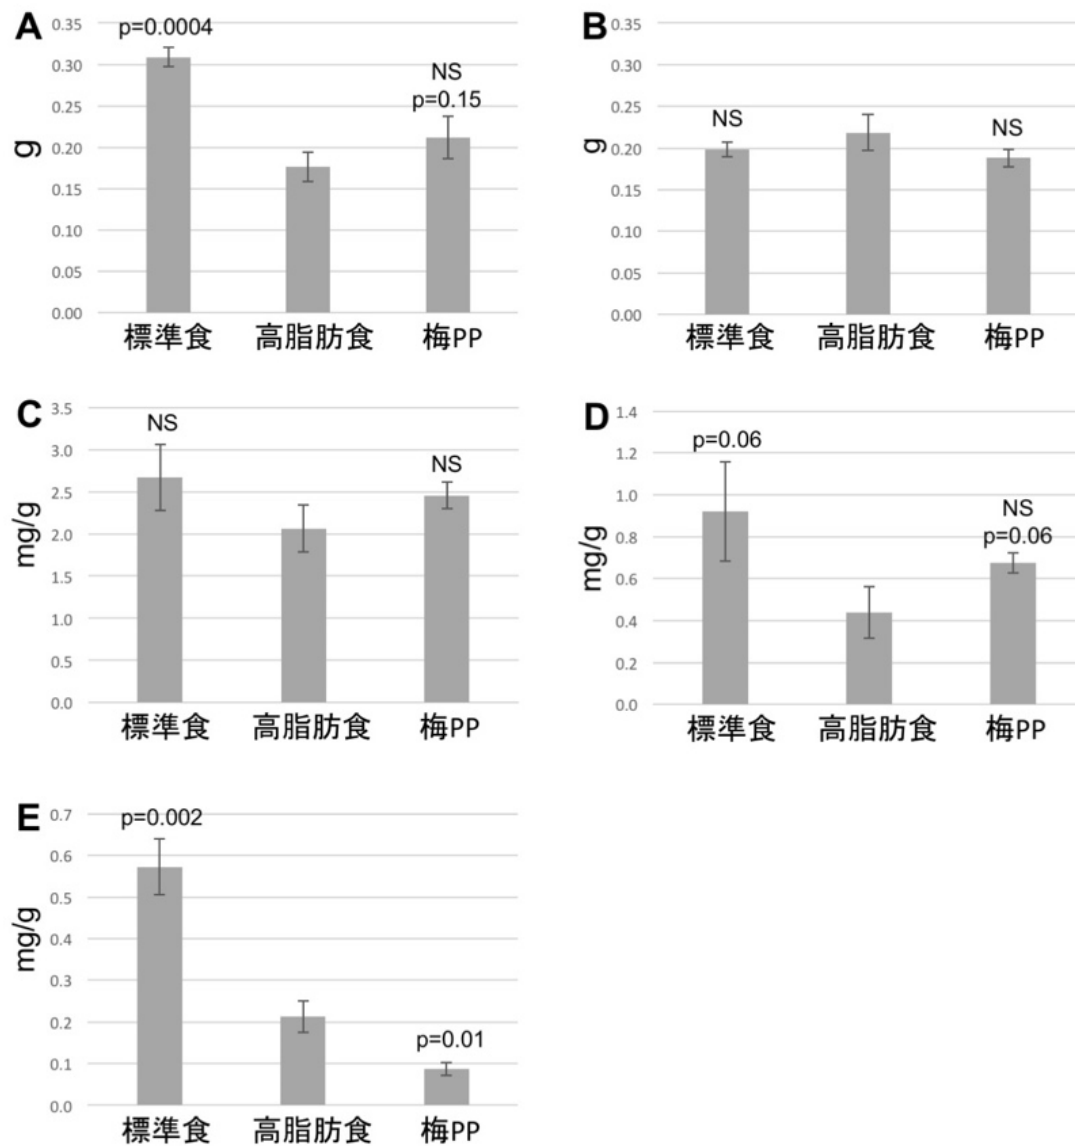 A
p=0.0004
NS
p=0.15
g
0.35
0.30
0.25
0.20
0.15
0.10
0.05
0.00
標準食
高脂肪食
梅PP
B
NS
NS
g
0.35
0.30
0.25
0.20
0.15
0.10
0.05
0.00
標準食
高脂肪食
梅PP
C
NS
NS
mg/g
3.5
3.0
2.5
2.0
1.5
1.0
0.5
0.0
標準食
高脂肪食
梅PP
D
p=0.06
NS
p=0.06
mg/g
1.4
1.2
1.0
0.8
0.6
0.4
0.2
0.0
標準食
高脂肪食
梅PP
E
p=0.002
p=0.01
mg/g
0.7
0.6
0.5
0.4
0.3
0.2
0.1
0.0
標準食
高脂肪食
梅PP